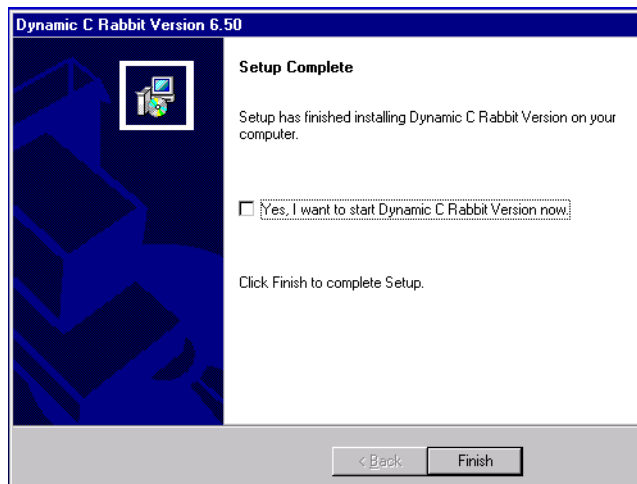 Dynamic C Rabbit Version 6.50
Setup Complete
Setup has finished installing Dynamic C Rabbit Version on your
computer.
Yes, I want to start Dynamic C Rabbit Version now.
Click Finish to complete Setup.
< Back
Finish